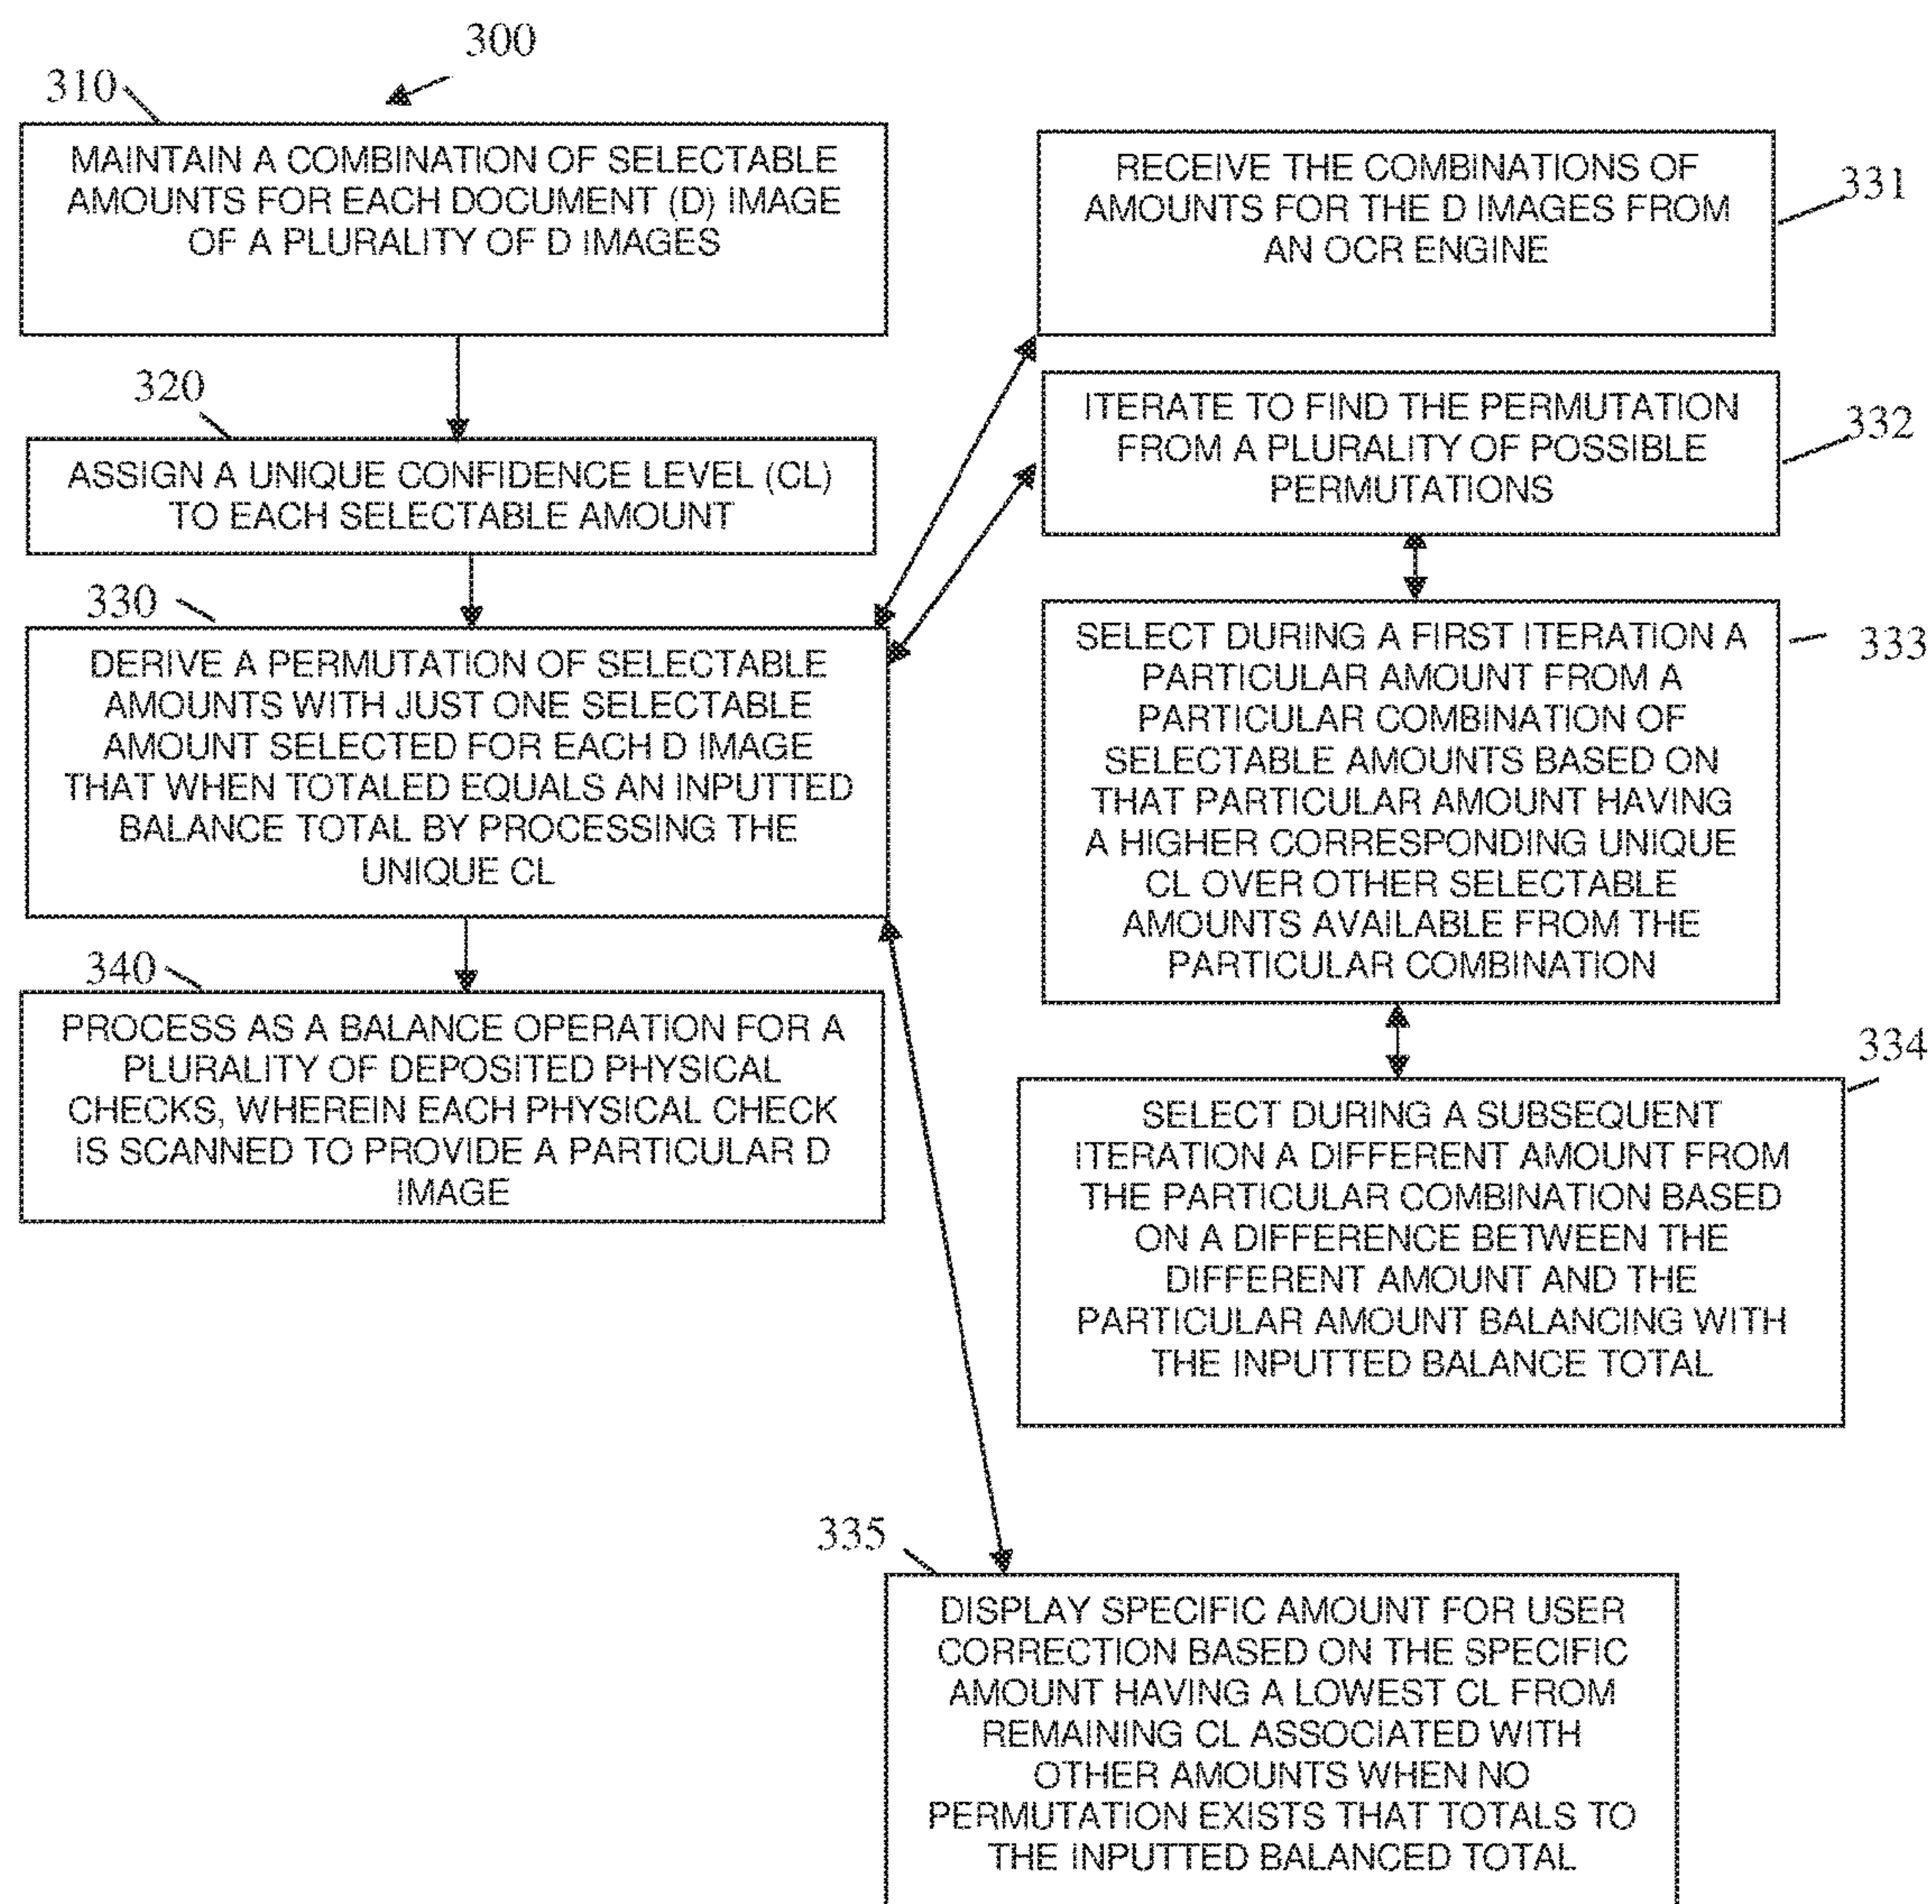 300
310
MAINTAIN A COMBINATION OF SELECTABLE
AMOUNTS FOR EACH DOCUMENT (D) IMAGE
OF A PLURALITY OF D IMAGES
320
ASSIGN A UNIQUE CONFIDENCE LEVEL (CL)
TO EACH SELECTABLE AMOUNT
330
DERIVE A PERMUTATION OF SELECTABLE
AMOUNTS WITH JUST ONE SELECTABLE
AMOUNT SELECTED FOR EACH D IMAGE
THAT WHEN TOTALED EQUALS AN INPUTTED
BALANCE TOTAL BY PROCESSING THE
UNIQUE CL
340
PROCESS AS A BALANCE OPERATION FOR A
PLURALITY OF DEPOSITED PHYSICAL
CHECKS, WHEREIN EACH PHYSICAL CHECK
IS SCANNED TO PROVIDE A PARTICULAR D
IMAGE
RECEIVE THE COMBINATIONS OF
AMOUNTS FOR THE D IMAGES FROM
AN OCR ENGINE
331
ITERATE TO FIND THE PERMUTATION
FROM A PLURALITY OF POSSIBLE
PERMUTATIONS
332
SELECT DURING A FIRST ITERATION A
PARTICULAR AMOUNT FROM A
PARTICULAR COMBINATION OF
SELECTABLE AMOUNTS BASED ON
THAT PARTICULAR AMOUNT HAVING
A HIGHER CORRESPONDING UNIQUE
CL OVER OTHER SELECTABLE
AMOUNTS AVAILABLE FROM THE
PARTICULAR COMBINATION
333
334
SELECT DURING A SUBSEQUENT
ITERATION A DIFFERENT AMOUNT FROM
THE PARTICULAR COMBINATION BASED
ON A DIFFERENCE BETWEEN THE
DIFFERENT AMOUNT AND THE
PARTICULAR AMOUNT BALANCING WITH
THE INPUTTED BALANCE TOTAL
335
DISPLAY SPECIFIC AMOUNT FOR USER
CORRECTION BASED ON THE SPECIFIC
AMOUNT HAVING A LOWEST CL FROM
REMAINING CL ASSOCIATED WITH
OTHER AMOUNTS WHEN NO
PERMUTATION EXISTS THAT TOTALS TO
THE INPUTTED BALANCED TOTAL